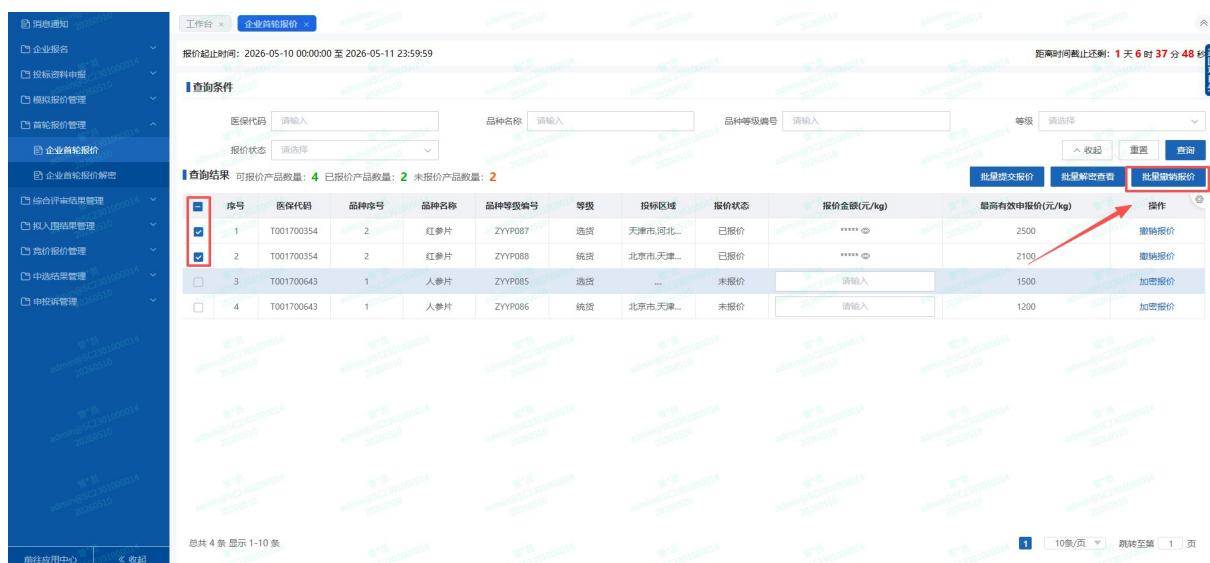 消息通知
企业报名
投标资料申报
模拟报价管理
首轮报价管理
企业首轮报价
企业首轮报价解密
综合评审结果管理
拟入围结果管理
竞价报价管理
中选结果管理
申投诉管理
前往应用中心 《 收起
工作台 × 企业首轮报价 ×
报价起止时间：2026-05-10 00:00:00 至 2026-05-11 23:59:59 距离时间截止还剩：1 天 6 时 37 分 48 秒
查询条件
医保代码 请输入 品种名称 请输入 品种等级编号 请输入 等级 请选择
报价状态 请选择 收起 重置 查询
查询结果 可报价产品数量：4 已报价产品数量：2 未报价产品数量：2 批量提交报价 批量解密查看 批量撤销报价
序号 医保代码 品种序号 品种名称 品种等级编号 等级 投标区域 报价状态 报价金额(元/kg) 最高有效申报价(元/kg) 操作
1 T001700354 2 红参片 ZYYP087 选货 天津市,河北... 已报价 ***** 2500 撤销报价
2 T001700354 2 红参片 ZYYP088 统货 北京市,天津... 已报价 ***** 2100 撤销报价
3 T001700643 1 人参片 ZYYP085 选货 ... 未报价 请输入 1500 加密报价
4 T001700643 1 人参片 ZYYP086 统货 北京市,天津... 未报价 请输入 1200 加密报价
总共 4 条 显示 1-10 条 1 10条/页 跳转至第 1 页